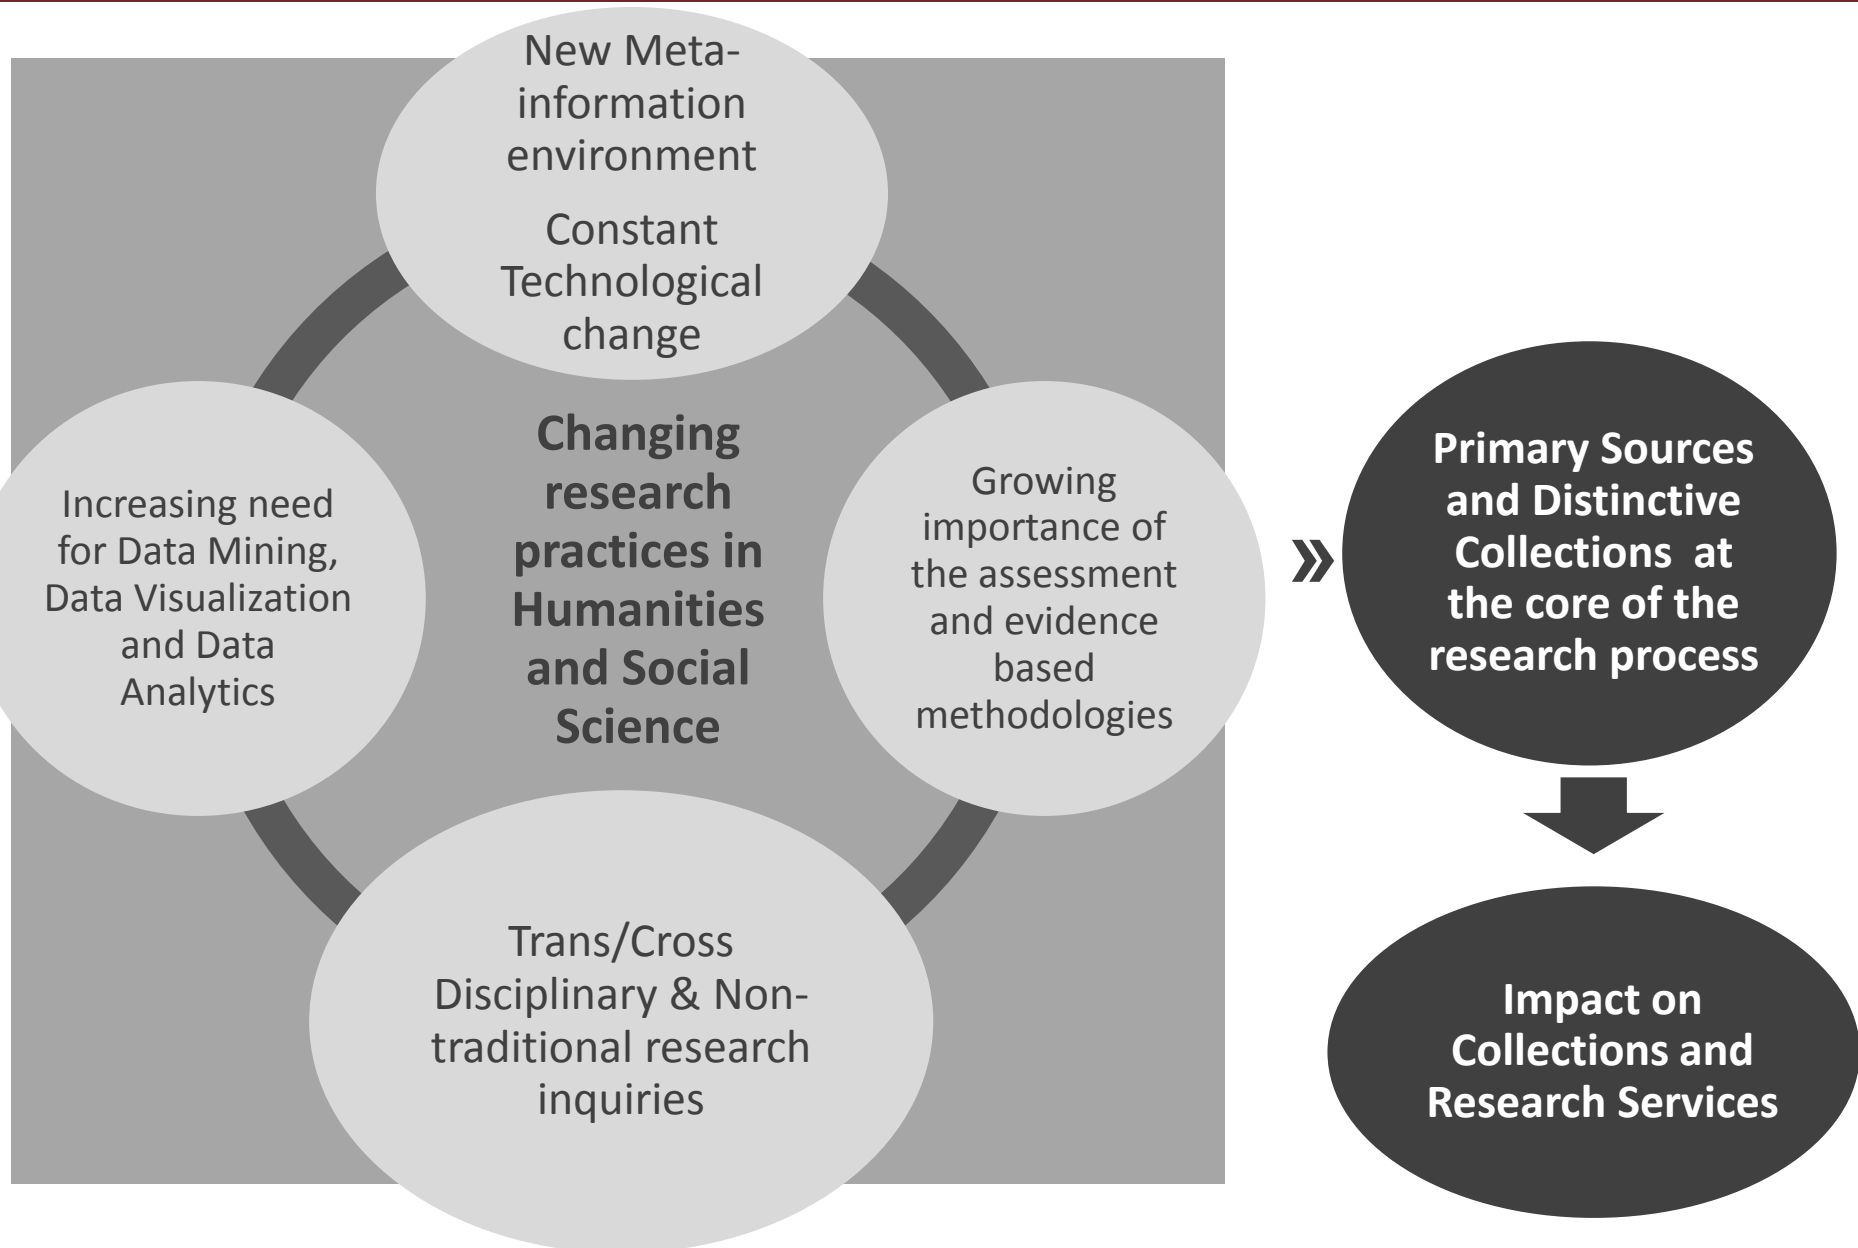 New Meta-
information
environment
Constant
Technological
change
Increasing need
for Data Mining,
Data Visualization
and Data
Analytics
Changing
research
practices in
Humanities
and Social
Science
Growing
importance of
the assessment
and evidence
based
methodologies
Trans/Cross
Disciplinary & Non-
traditional research
inquiries
»
Primary Sources
and Distinctive
Collections at
the core of the
research process
Impact on
Collections and
Research Services